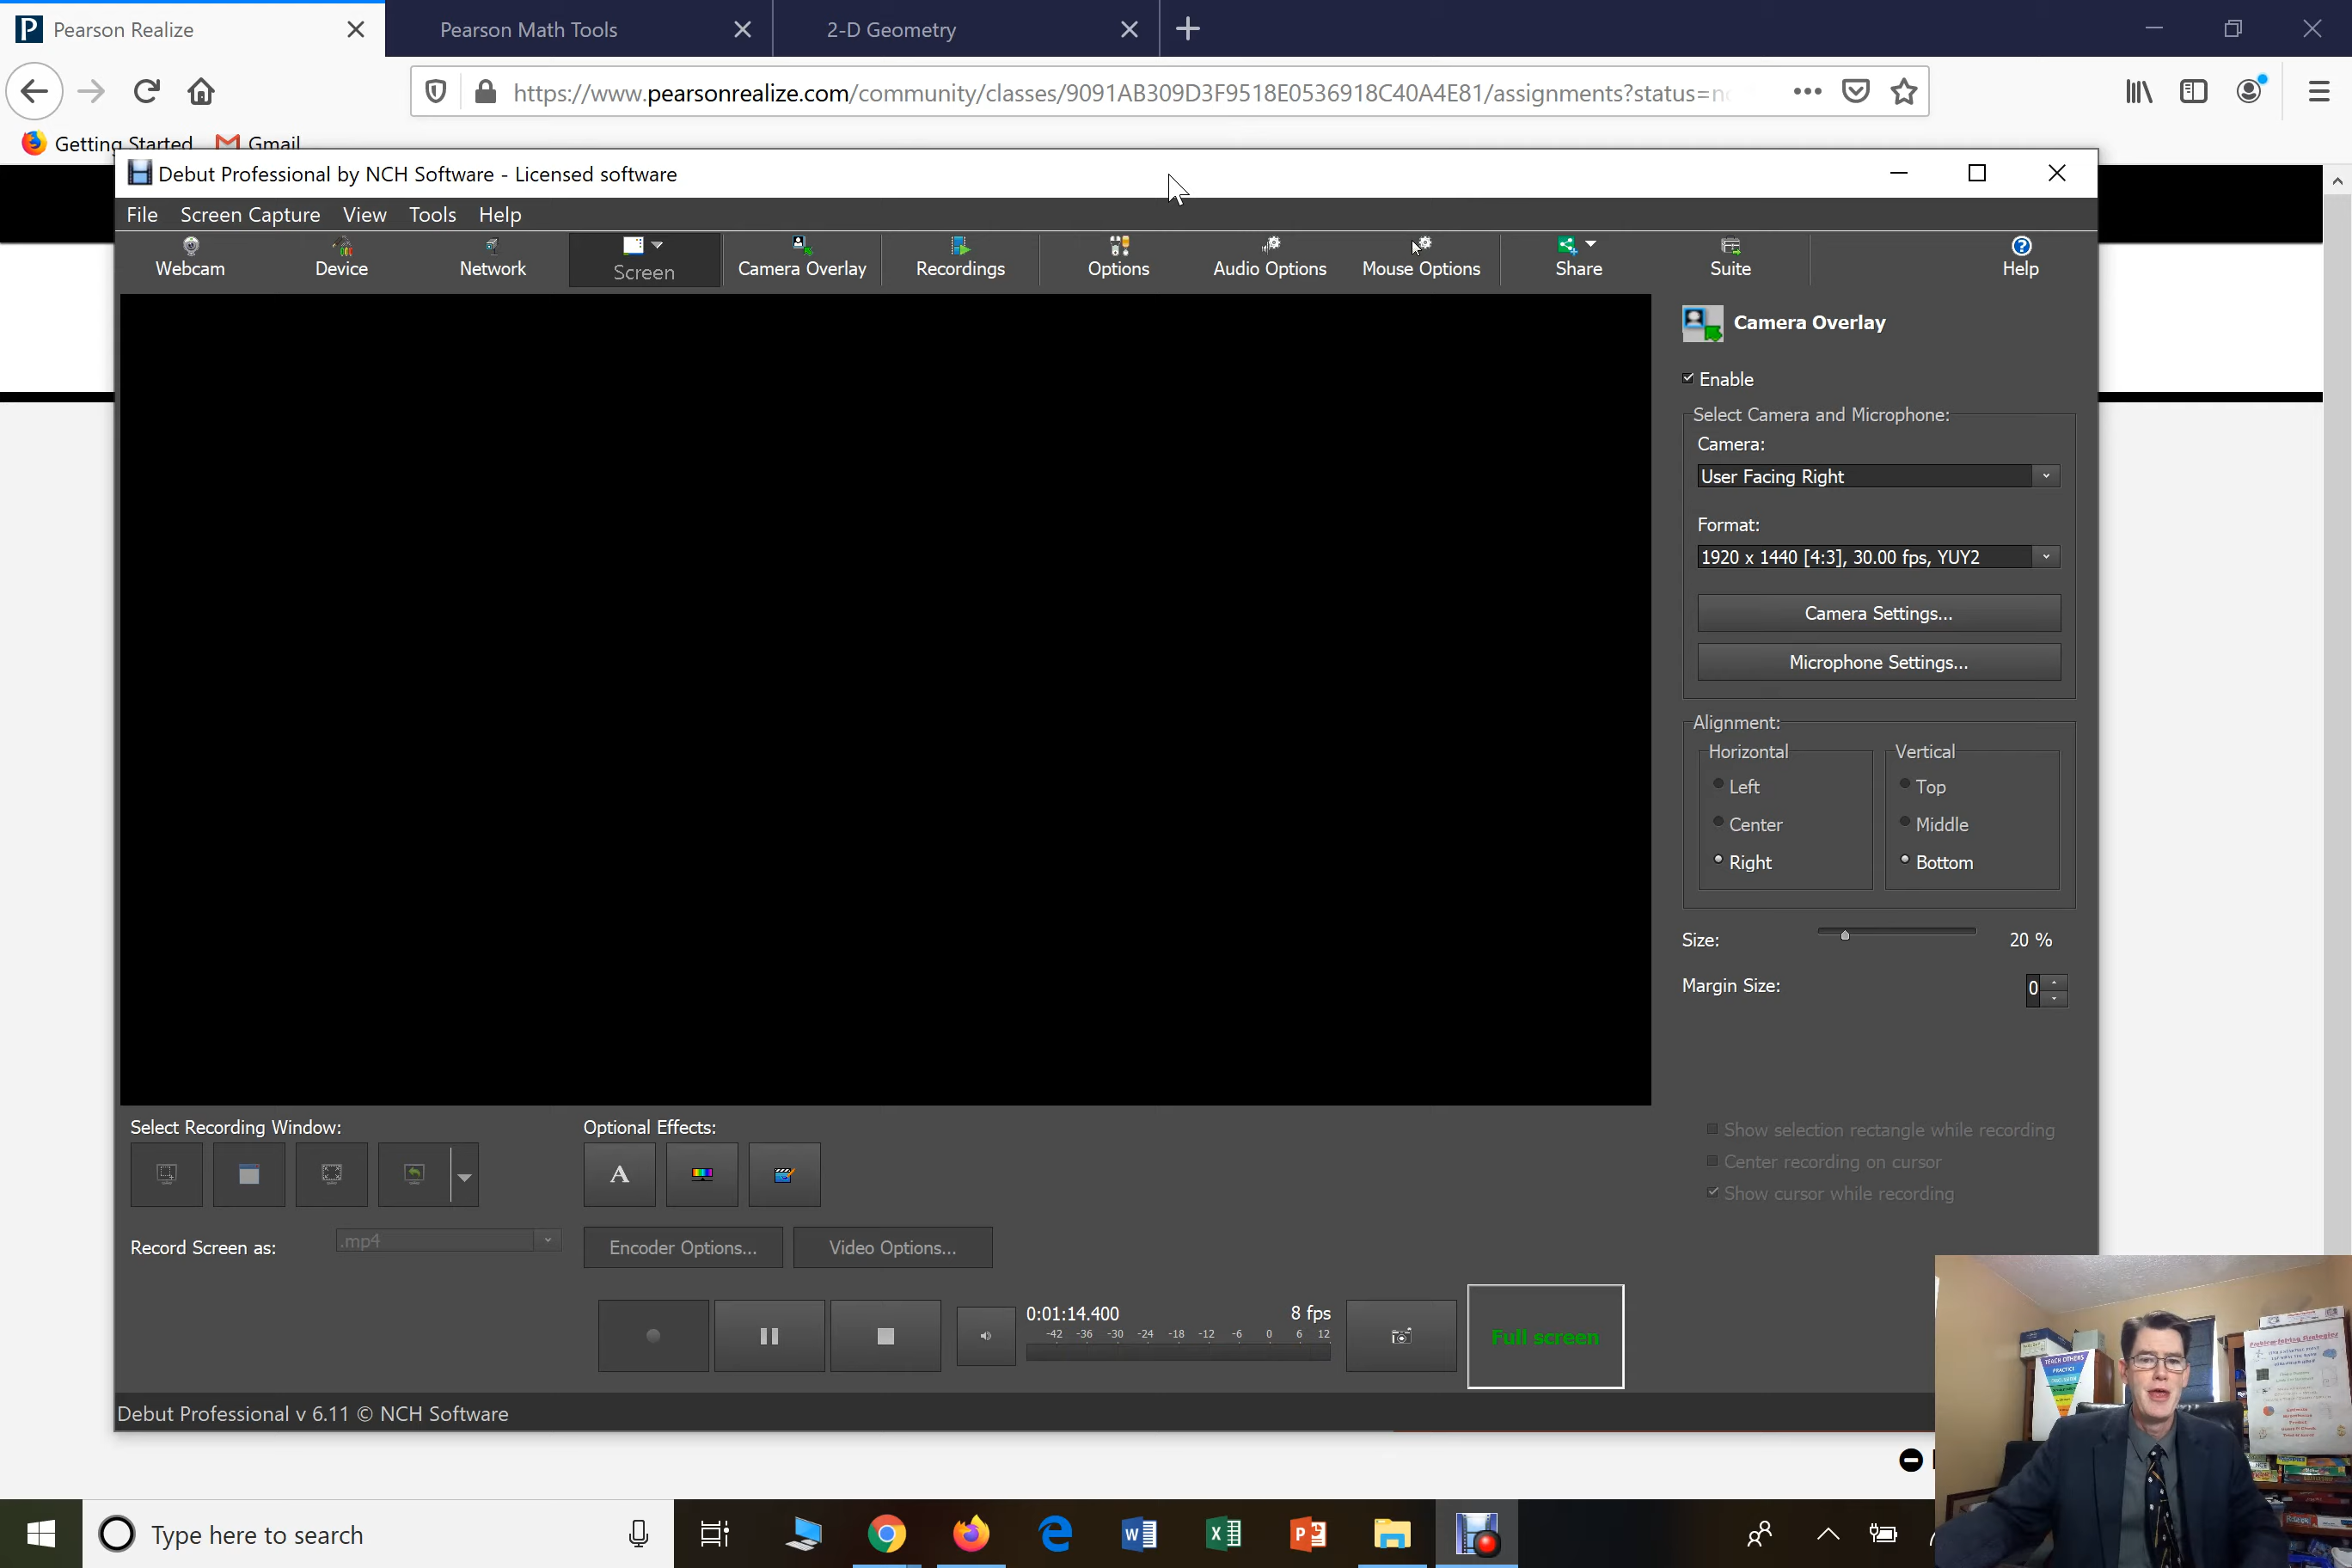 Pearson Realize
Pearson Math Tools
2-D Geometry
https://www.pearsonrealize.com/community/classes/9091AB309D3F9518E0536918C40A4E81/assignments?status=n
Getting Started
Gmail
Debut Professional by NCH Software - Licensed software
File Screen Capture View Tools Help
Webcam Device Network Screen Camera Overlay Recordings Options Audio Options Mouse Options Share Suite Help
Camera Overlay
Enable
Select Camera and Microphone:
Camera:
User Facing Right
Format:
1920 x 1440 [4:3], 30.00 fps, YUY2
Camera Settings...
Microphone Settings...
Alignment:
Horizontal Vertical
Left Top
Center Middle
Right Bottom
Size: 20 %
Margin Size: 0
Select Recording Window:
Optional Effects:
A
Show selection rectangle while recording
Center recording on cursor
Show cursor while recording
Record Screen as: .mp4
Encoder Options... Video Options...
0:01:14.400 8 fps
-42 -36 -30 -24 -18 -12 -6 0 6 12
Full screen
Debut Professional v 6.11 © NCH Software
TEACH OTHERS
PRACTICE
Problem Solving Strategies
Type here to search